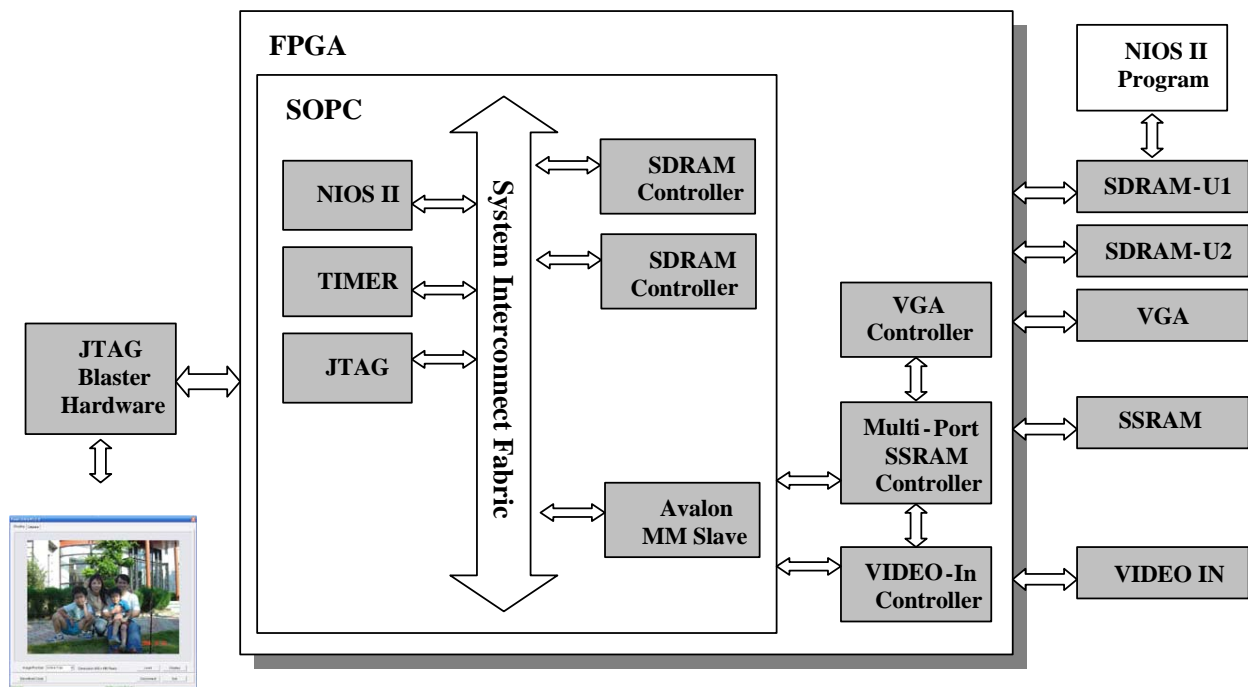 FPGA
SOPC
NIOS II
TIMER
JTAG
System Interconnect Fabric
SDRAM
Controller
SDRAM
Controller
Avalon
MM Slave
VGA
Controller
Multi-Port
SSRAM
Controller
VIDEO-In
Controller
JTAG
Blaster
Hardware
NIOS II
Program
SDRAM-U1
SDRAM-U2
VGA
SSRAM
VIDEO IN
Load
Display